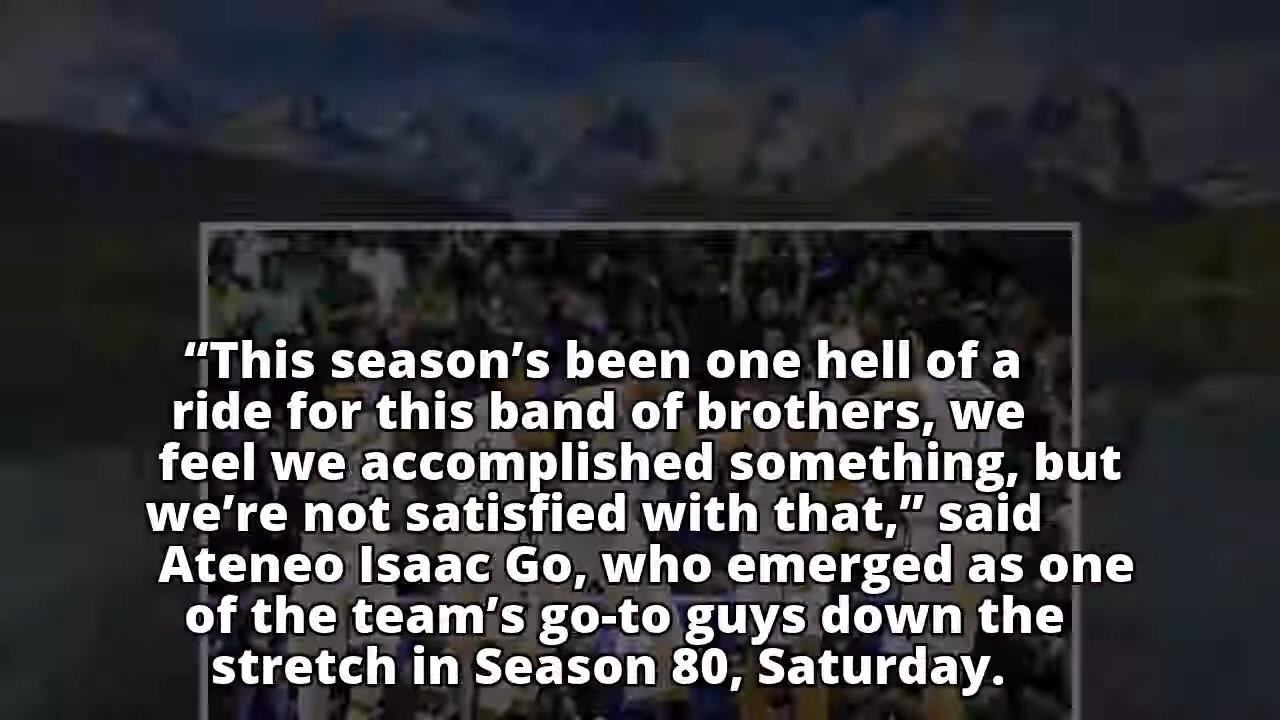 “This season’s been one hell of a
ride for this band of brothers, we
feel we accomplished something, but
we’re not satisfied with that,” said
Ateneo Isaac Go, who emerged as one
of the team’s go-to guys down the
stretch in Season 80, Saturday.